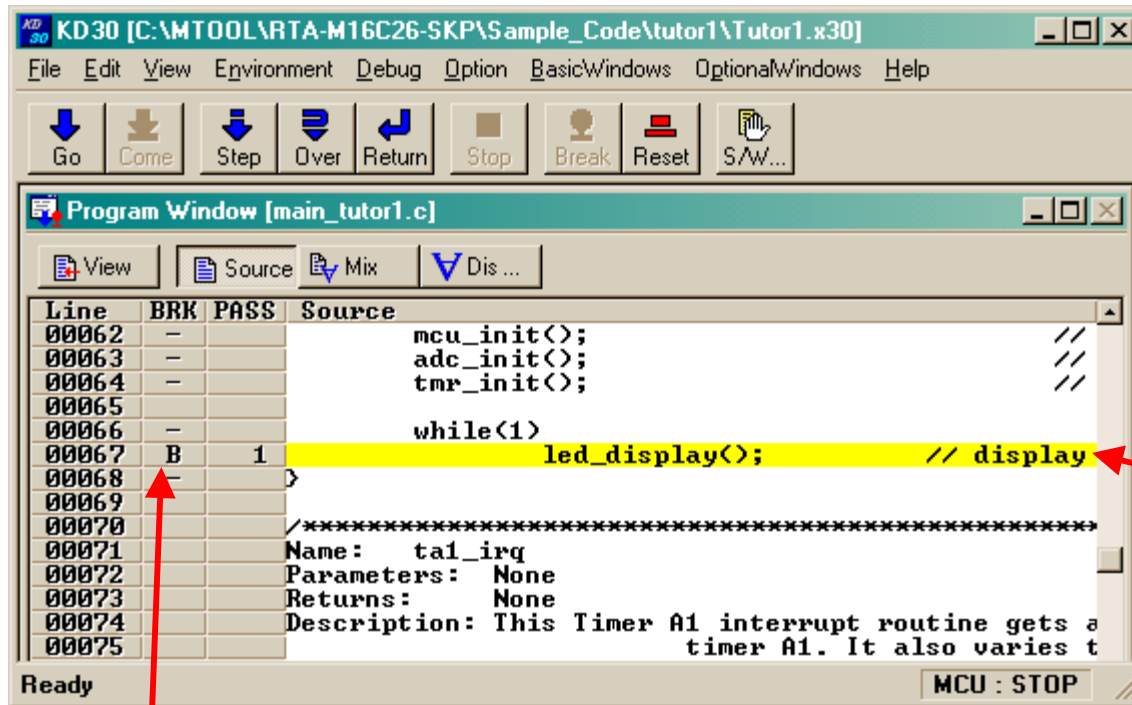 KD30 [C:\MTOOL\RTA-M16C26-SKP\Sample_Code\tutor1\Tutor1.x30]
File Edit View Environment Debug Option BasicWindows OptionalWindows Help
Go Come Step Over Return Stop Break Reset S/W...
Program Window [main_tutor1.c]
View Source Mix Dis ...
Line BRK PASS Source
00062 - mcu_init(); //
00063 - adc_init(); //
00064 - tmr_init(); //
00065
00066 - while(1)
00067 B 1 led_display(); // display
00068 - }
00069
00070 /**************************************************
00071 Name: ta1_irq
00072 Parameters: None
00073 Returns: None
00074 Description: This Timer A1 interrupt routine gets a
00075 timer A1. It also varies t
Ready MCU : STOP